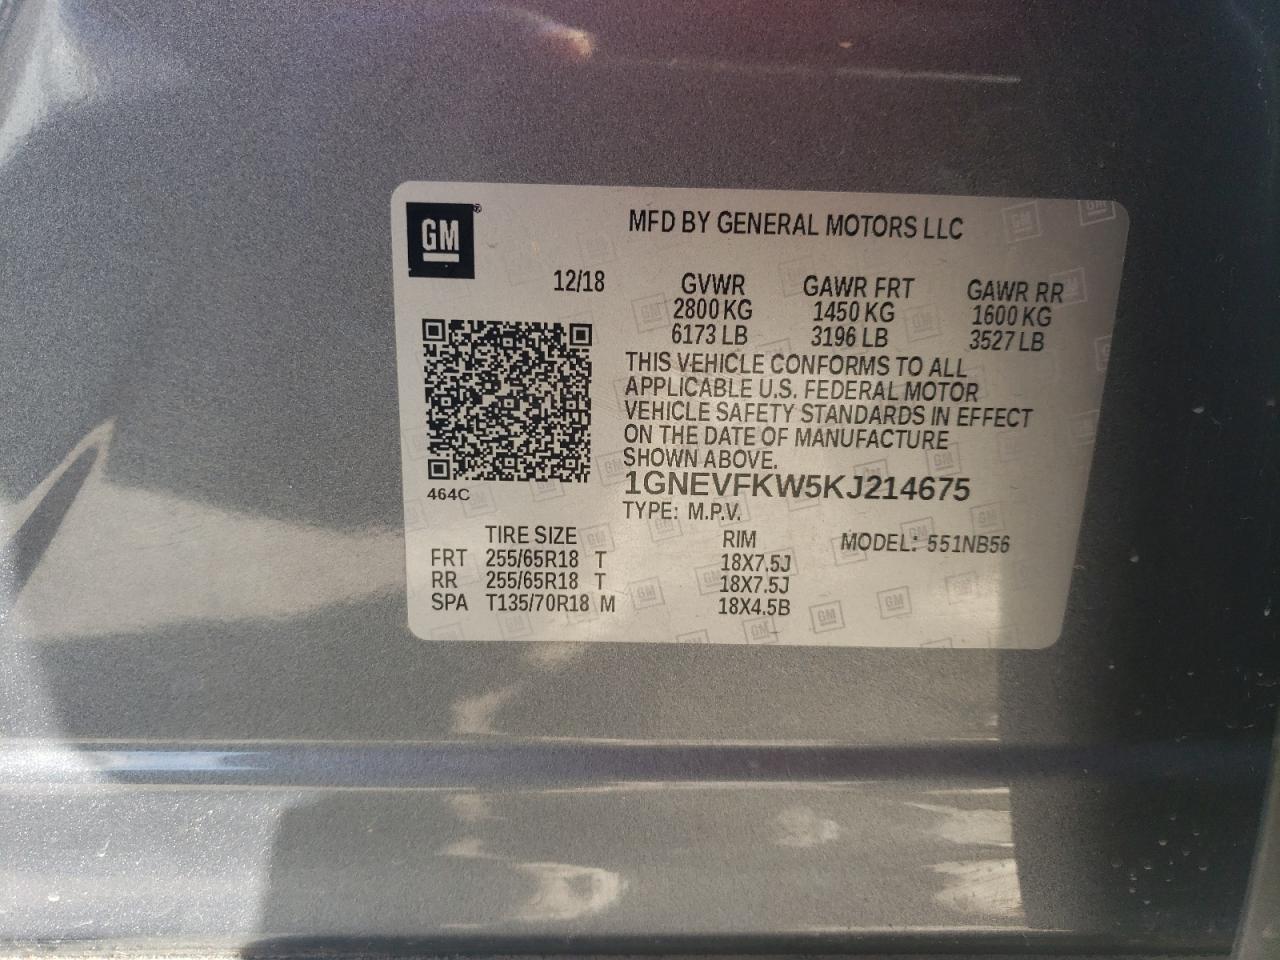 GM®
MFD BY GENERAL MOTORS LLC
12/18 GVWR GAWR FRT GAWR RR
2800 KG 1450 KG 1600 KG
6173 LB 3196 LB 3527 LB
THIS VEHICLE CONFORMS TO ALL
APPLICABLE U.S. FEDERAL MOTOR
VEHICLE SAFETY STANDARDS IN EFFECT
ON THE DATE OF MANUFACTURE
SHOWN ABOVE.
464C
1GNEVFKW5KJ214675
TYPE: M.P.V.
TIRE SIZE RIM MODEL: 551NB56
FRT 255/65R18 T 18X7.5J
RR 255/65R18 T 18X7.5J
SPA T135/70R18 M 18X4.5B